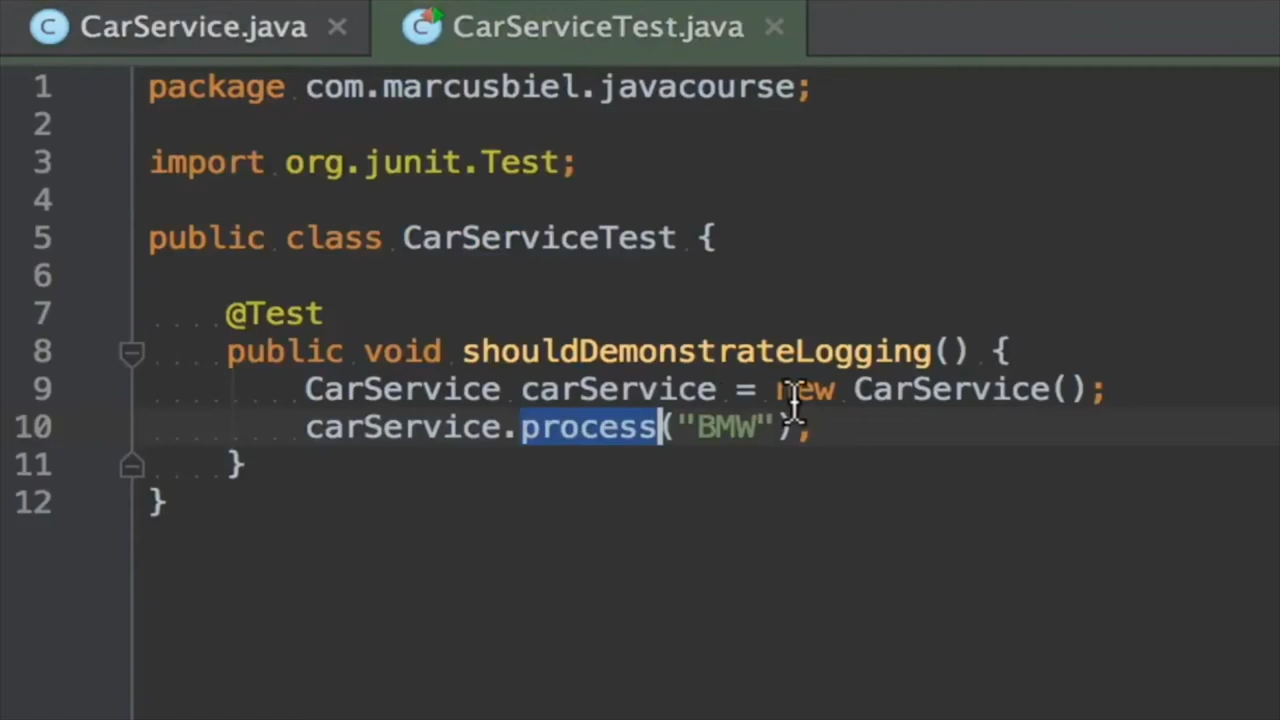 CarService.java CarServiceTest.java
1 package com.marcusbiel.javacourse;
2
3 import org.junit.Test;
4
5 public class CarServiceTest {
6
7 @Test
8 public void shouldDemonstrateLogging() {
9 CarService carService = new CarService();
10 carService.process("BMW");
11 }
12 }